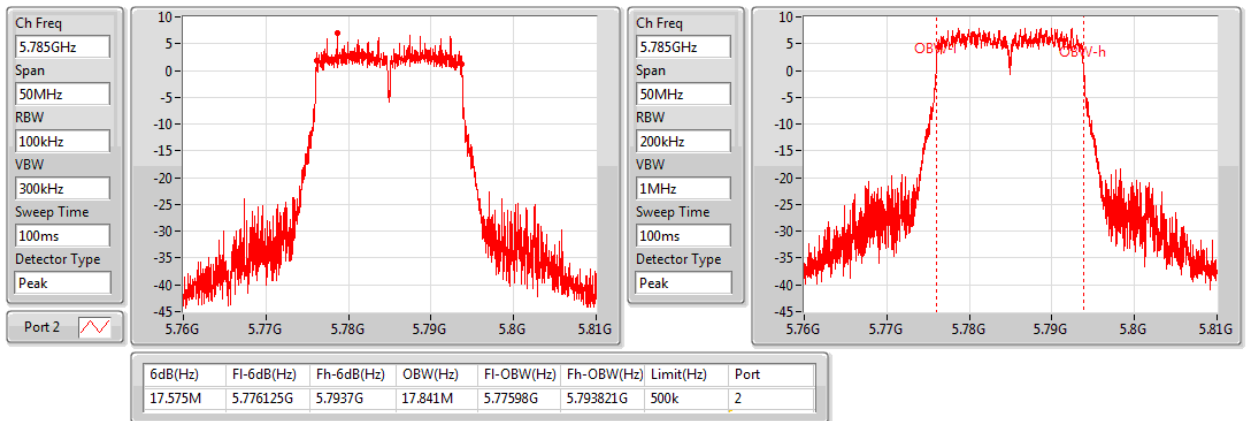 Ch Freq
5.785GHz
Span
50MHz
RBW
100kHz
VBW
300kHz
Sweep Time
100ms
Detector Type
Peak
Port 2
10
5
0
-5
-10
-15
-20
-25
-30
-35
-40
-45
5.76G 5.77G 5.78G 5.79G 5.8G 5.81G
Ch Freq
5.785GHz
Span
50MHz
RBW
200kHz
VBW
1MHz
Sweep Time
100ms
Detector Type
Peak
10
5
0
-5
-10
-15
-20
-25
-30
-35
-40
-45
OBW-l OBW-h
5.76G 5.77G 5.78G 5.79G 5.8G 5.81G
6dB(Hz) Fl-6dB(Hz) Fh-6dB(Hz) OBW(Hz) Fl-OBW(Hz) Fh-OBW(Hz) Limit(Hz) Port
17.575M 5.776125G 5.7937G 17.841M 5.77598G 5.793821G 500k 2